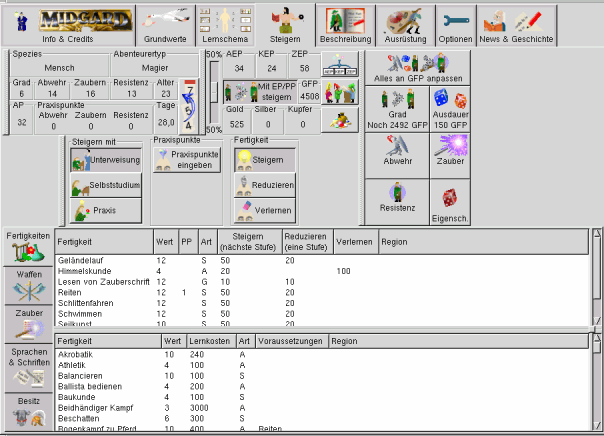 MIDGARD
Info & Credits
Grundwerte
Lernschema
Steigern
Beschreibung
Ausrüstung
Optionen
News & Geschichte
Spezies Abenteurertyp
Mensch Magier
Grad Abwehr Zaubern Resistenz Alter
6 14 16 13 23
AP Praxispunkte Tage
Abwehr Zaubern Resistenz
32 0 0 0 28,0
7
5
4
50%
50%
AEP KEP ZEP
34 24 58
Mit EP/PP steigern
GFP
4508
Gold Silber Kupfer
525 0 0
Alles an GFP anpassen
Grad
Noch 2492 GFP
Ausdauer
150 GFP
Abwehr
Zauber
Resistenz
Eigensch.
Steigern mit
Unterweisung
Selbststudium
Praxis
Praxispunkte
Praxispunkte eingeben
Fertigkeit
Steigern
Reduzieren
Verlernen
Fertigkeiten
Waffen
Zauber
Sprachen
& Schriften
Besitz
Fertigkeit Wert PP Art Steigern (nächste Stufe) Reduzieren (eine Stufe) Verlernen Region
Geländelauf 12 S 50 20
Himmelskunde 4 A 20 100
Lesen von Zauberschrift 12 G 10 10
Reiten 12 1 S 50 20
Schlittenfahren 12 S 50 20
Schwimmen 12 S 50 20
Seilkunst 10 S 50 20
Fertigkeit Wert Lernkosten Art Voraussetzungen Region
Akrobatik 10 240 A
Athletik 4 100 A
Balancieren 10 100 S
Ballista bedienen 4 200 A
Baukunde 4 100 A
Beidhändiger Kampf 3 3000 A
Beschatten 6 300 S
Bogenkampf zu Pferd 10 400 A Reiten